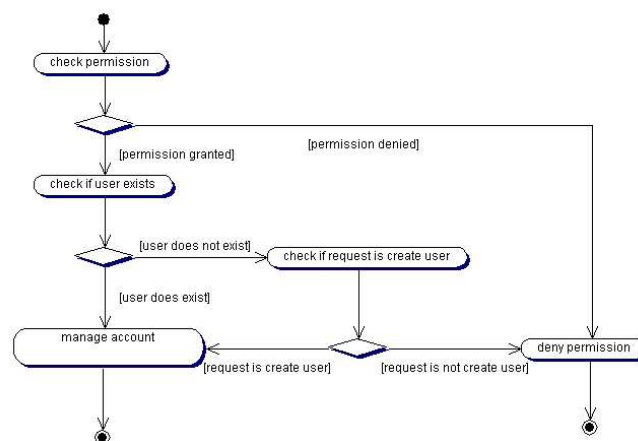 check permission
[permission denied]
[permission granted]
check if user exists
[user does not exist]
check if request is create user
[user does exist]
manage account
deny permission
[request is create user]
[request is not create user]